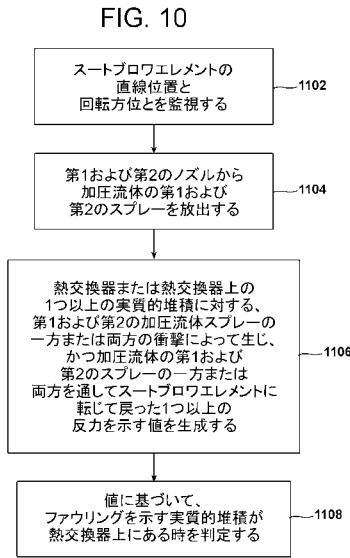 FIG. 10
スートブロワエレメントの
直線位置と
回転方位とを監視する
1102
第1および第2のノズルから
加圧流体の第1および
第2のスプレーを放出する
1104
熱交換器または熱交換器上の
1つ以上の実質的堆積に対する、
第1および第2の加圧流体スプレーの
一方または両方の衝撃によって生じ、
かつ加圧流体の第1および
第2のスプレーの一方または
両方を通してスートブロワエレメントに
転じて戻った1つ以上の
反力を示す値を生成する
1106
値に基づいて、
ファウリングを示す実質的堆積が
熱交換器上にある時を判定する
1108